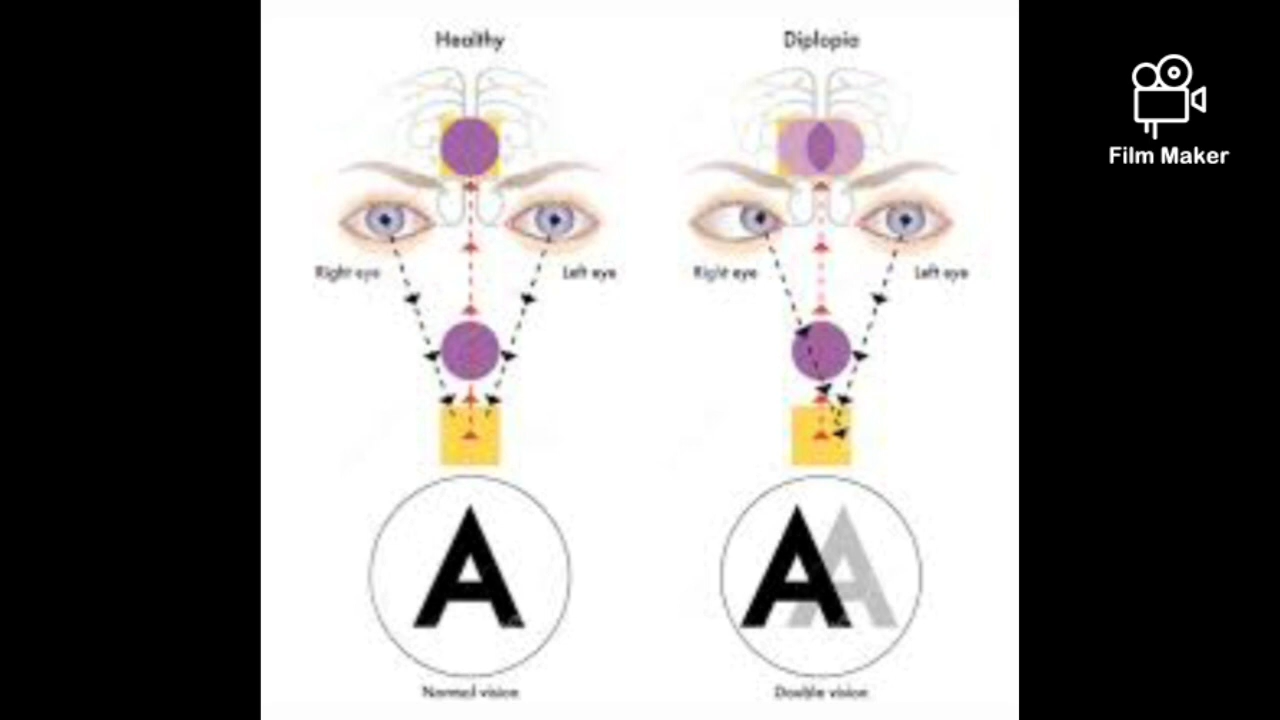 Healthy
Diplopia
Film Maker
Right eye
Left eye
Right eye
Left eye
A
A A
Normal vision
Double vision